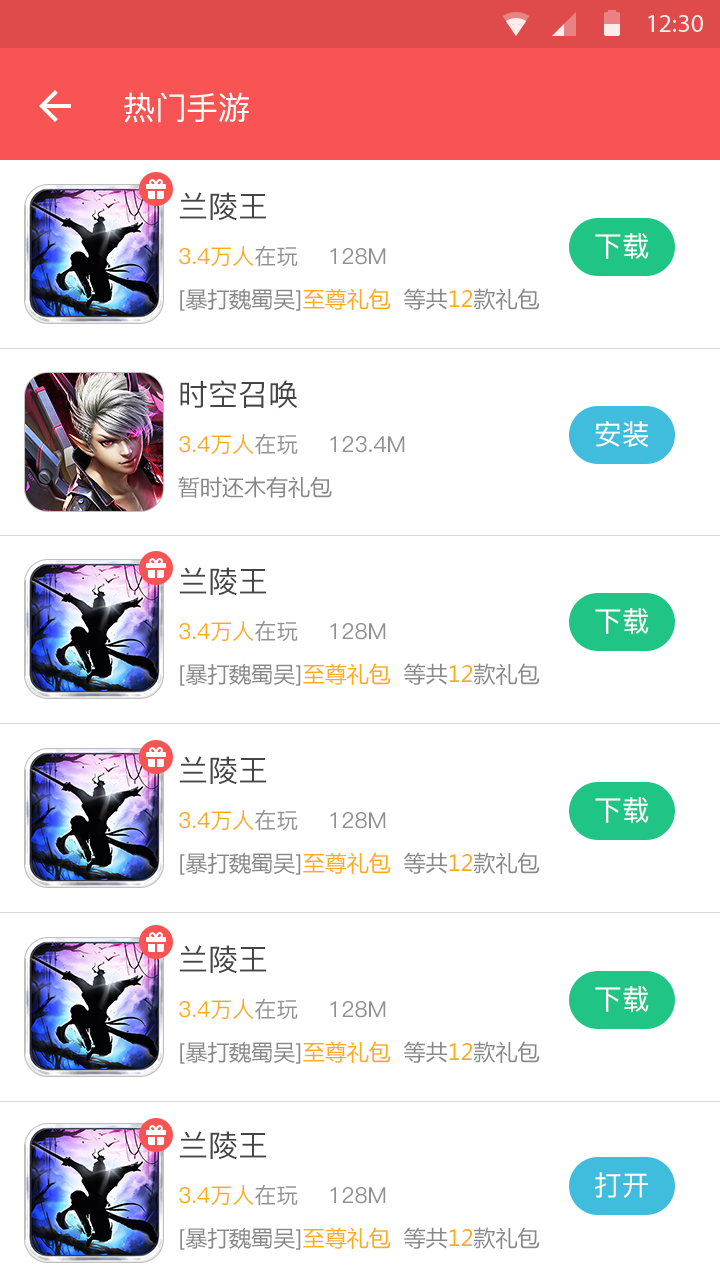 12:30
热门手游
兰陵王
3.4万人在玩 128M
下载
[暴打魏蜀吴]至尊礼包 等共12款礼包
时空召唤
3.4万人在玩 123.4M
安装
暂时还木有礼包
兰陵王
3.4万人在玩 128M
下载
[暴打魏蜀吴]至尊礼包 等共12款礼包
兰陵王
3.4万人在玩 128M
下载
[暴打魏蜀吴]至尊礼包 等共12款礼包
兰陵王
3.4万人在玩 128M
下载
[暴打魏蜀吴]至尊礼包 等共12款礼包
兰陵王
3.4万人在玩 128M
打开
[暴打魏蜀吴]至尊礼包 等共12款礼包